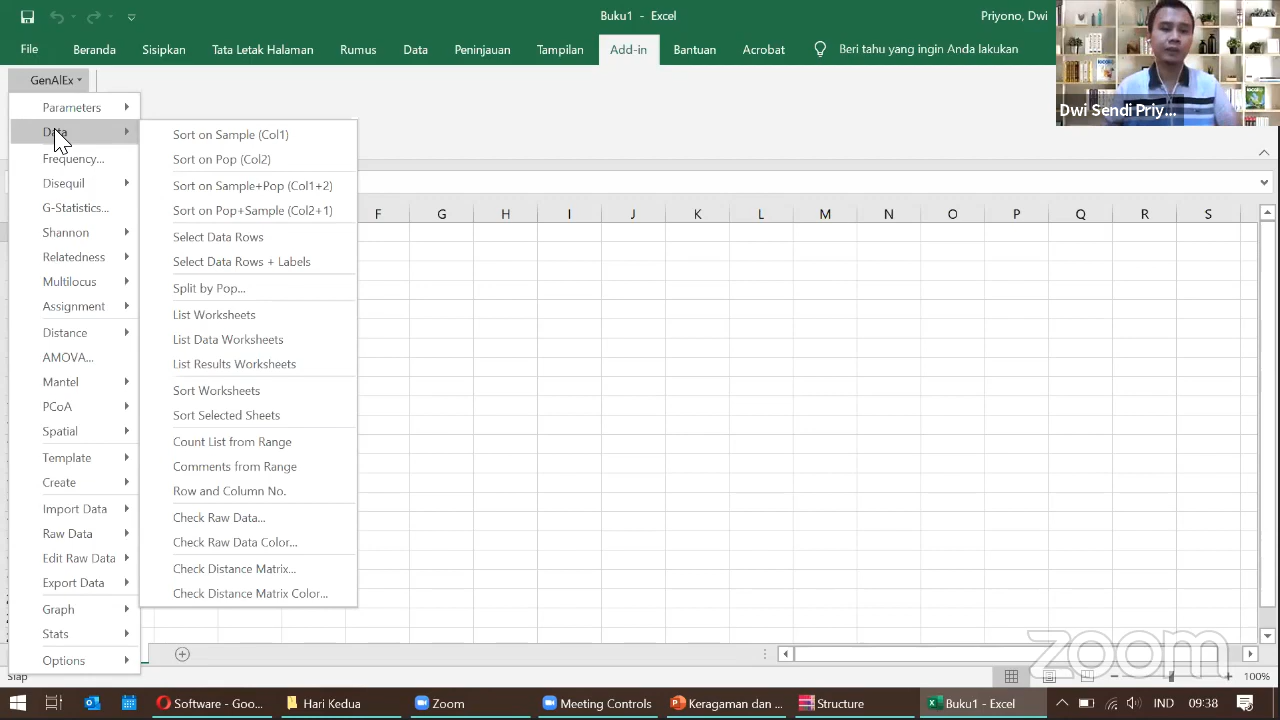 Buku1 - Excel
Priyono, Dwi
File Beranda Sisipkan Tata Letak Halaman Rumus Data Peninjauan Tampilan Add-in Bantuan Acrobat Beri tahu yang ingin Anda lakukan
Dwi Sendi Priy...
GenAlEx
Parameters
Data
Frequency...
Disequil
G-Statistics...
Shannon
Relatedness
Multilocus
Assignment
Distance
AMOVA...
Mantel
PCoA
Spatial
Template
Create
Import Data
Raw Data
Edit Raw Data
Export Data
Graph
Stats
Options
Sort on Sample (Col1)
Sort on Pop (Col2)
Sort on Sample+Pop (Col1+2)
Sort on Pop+Sample (Col2+1)
Select Data Rows
Select Data Rows + Labels
Split by Pop...
List Worksheets
List Data Worksheets
List Results Worksheets
Sort Worksheets
Sort Selected Sheets
Count List from Range
Comments from Range
Row and Column No.
Check Raw Data...
Check Raw Data Color...
Check Distance Matrix...
Check Distance Matrix Color...
F G H I J K L M N O P Q R S
zoom
Siap
100%
Software - Goo... Hari Kedua Zoom Meeting Controls Keragaman dan ... Structure Buku1 - Excel IND 09:38